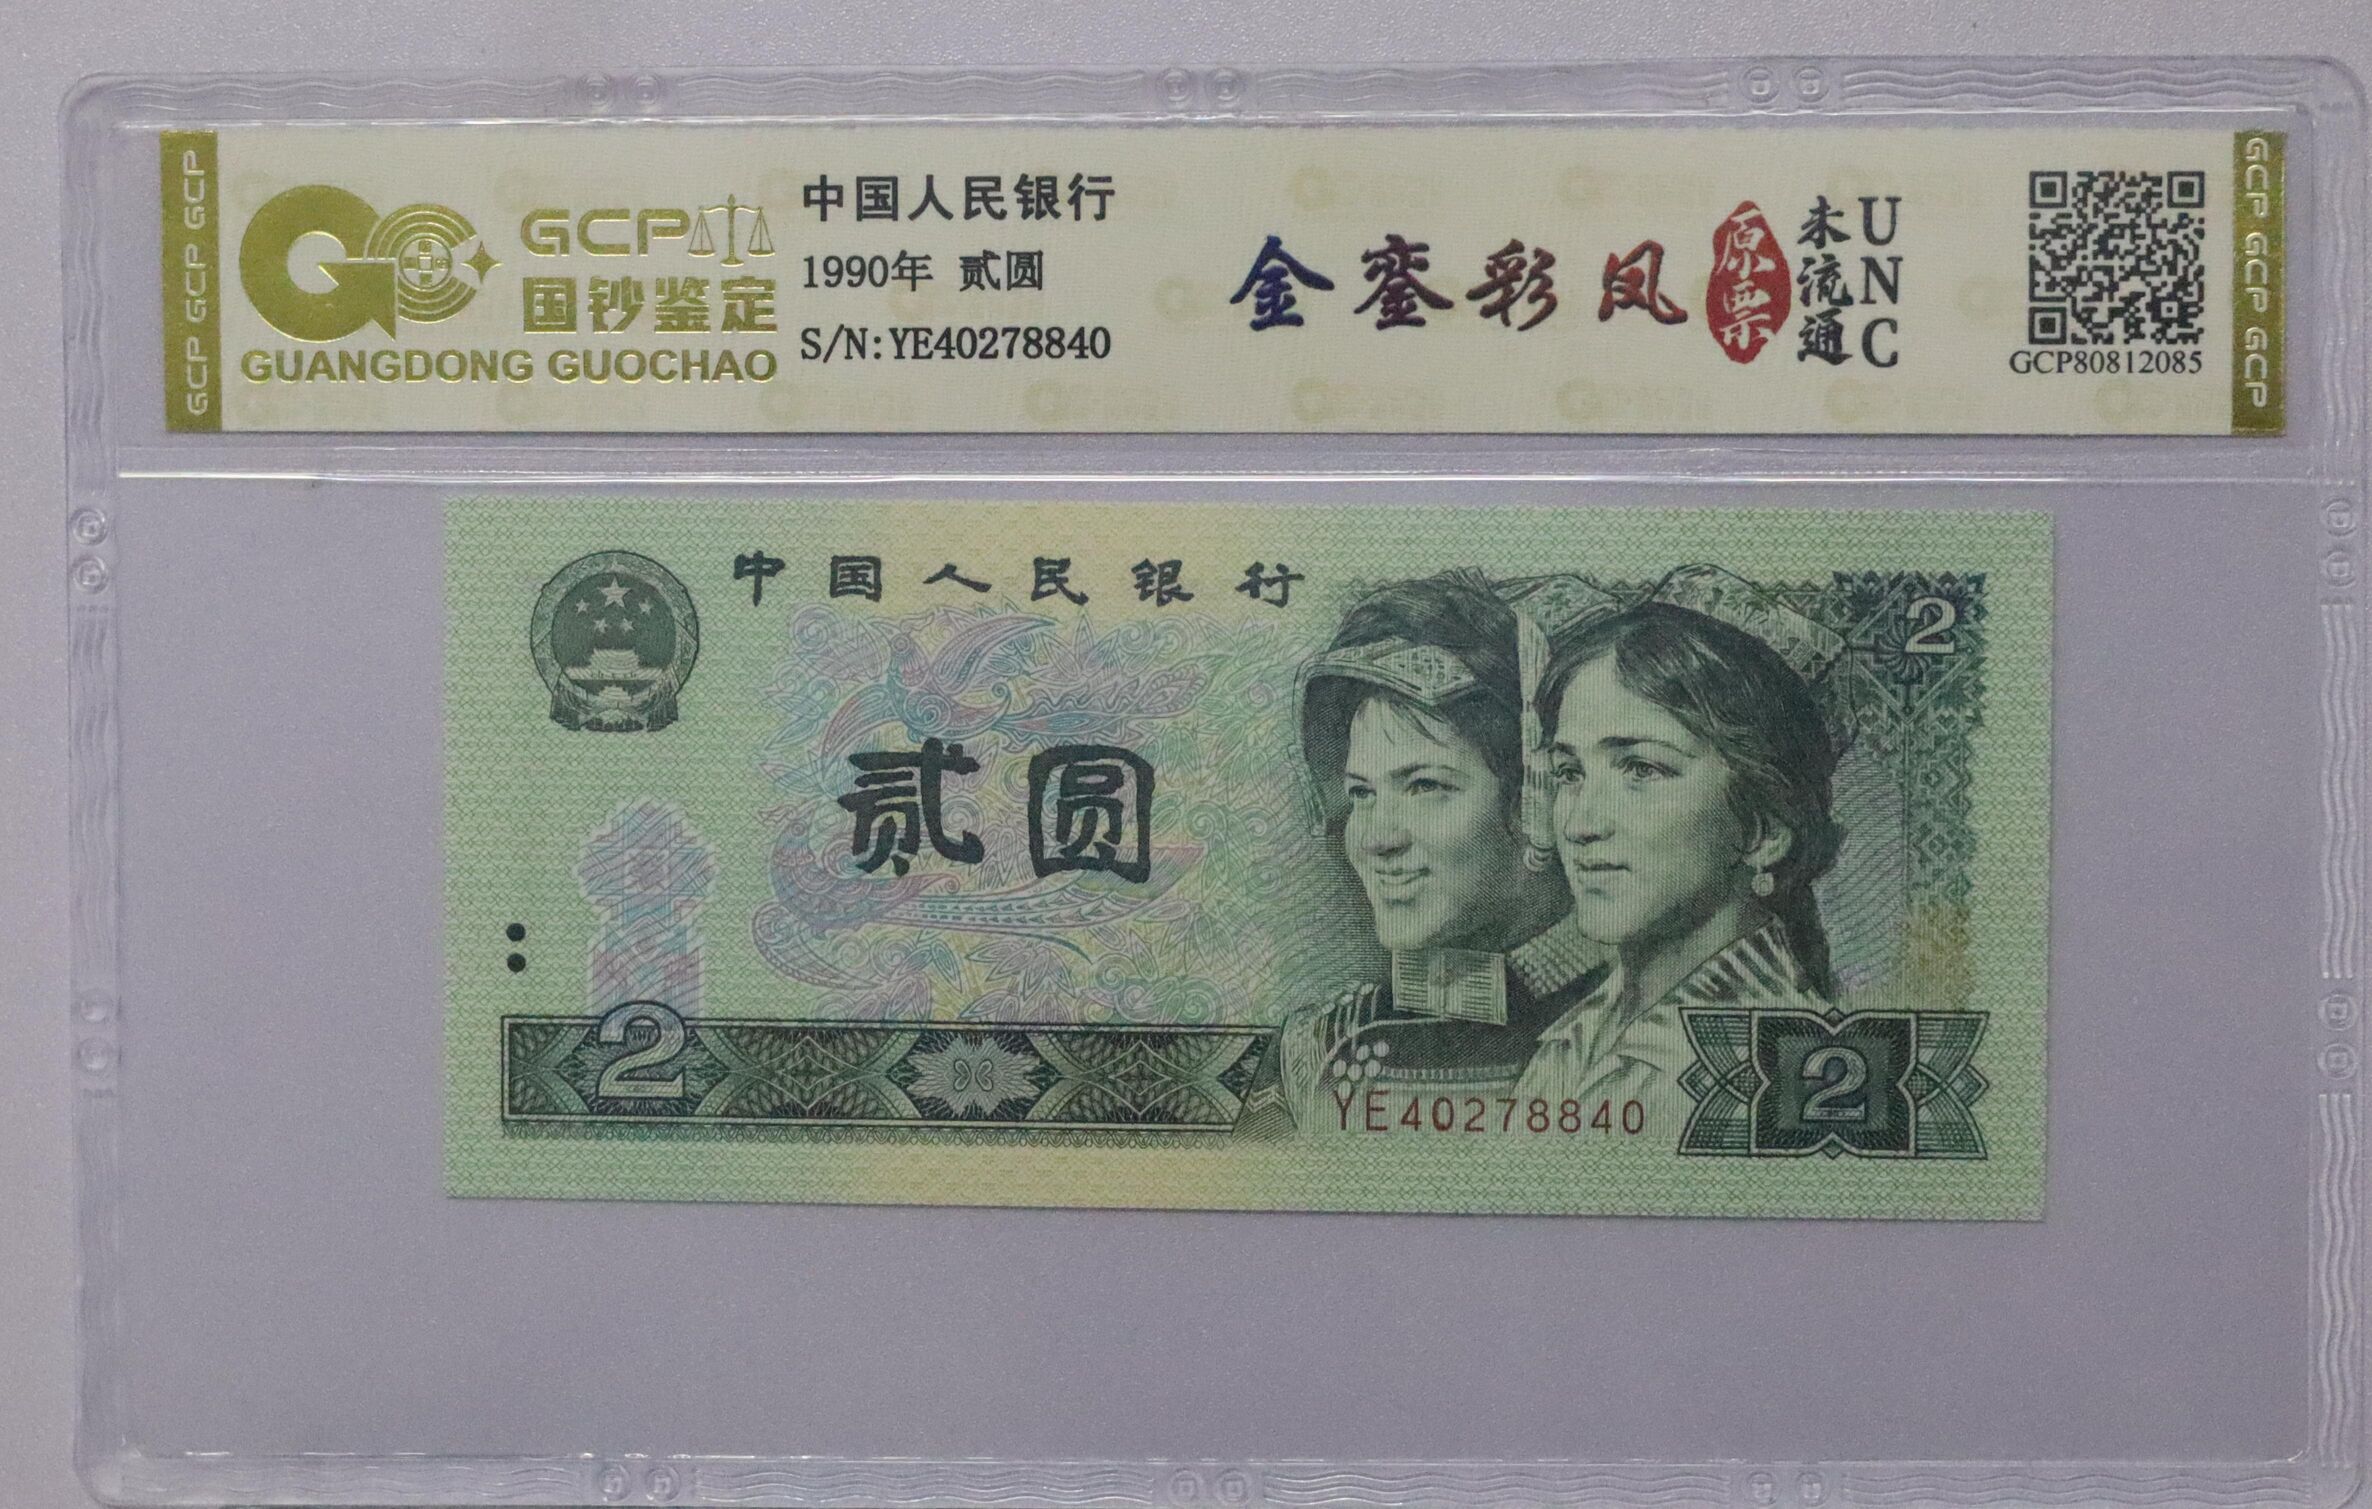 GCP GCP GCP
GCP
国钞鉴定
GUANGDONG GUOCHAO
中国人民银行
1990年 贰圆
S/N:YE40278840
金銮彩凤
原票
未流通
UNC
GCP80812085
GCP GCP GCP
中国人民银行
2
贰圆
2
YE40278840
2